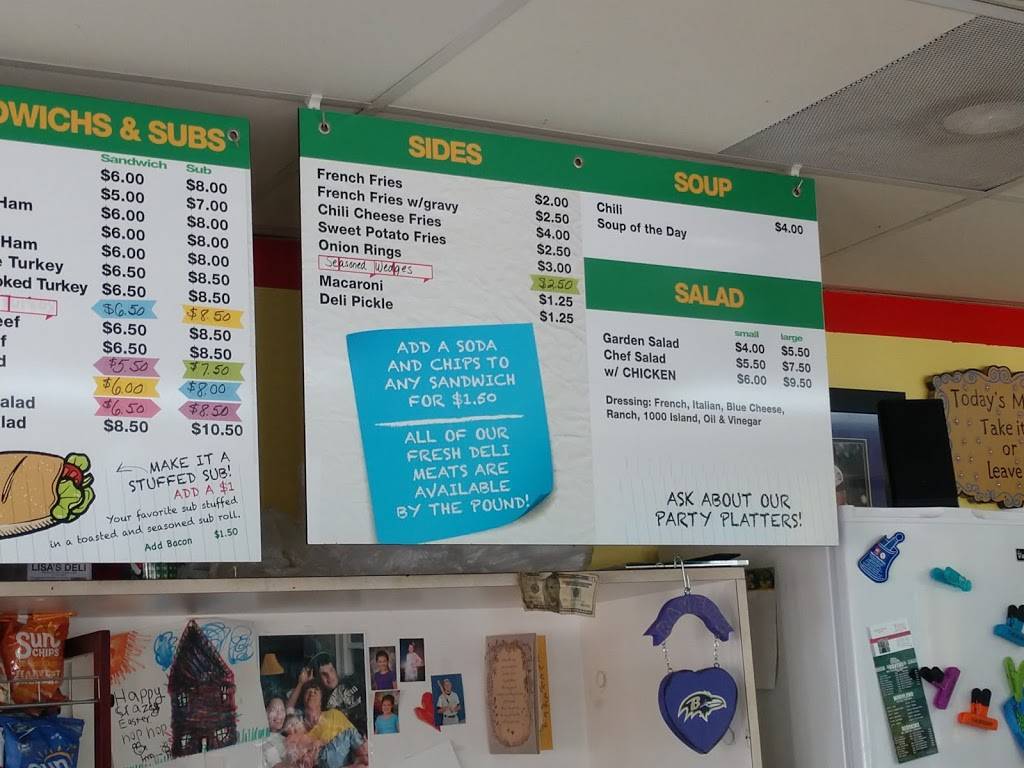 DWICHS & SUBS
Sandwich Sub
$6.00 $8.00
$5.00 $7.00
Ham $6.00 $8.00
$6.00 $8.00
Ham $6.00 $8.00
Turkey $6.50 $8.50
oked Turkey $6.50 $8.50
$6.50 $8.50
eef $6.50 $8.50
f $6.50 $8.50
d $5.50 $7.50
$6.00 $8.00
alad $6.50 $8.50
lad $8.50 $10.50
MAKE IT A
STUFFED SUB!
ADD A $1
Your favorite sub stuffed
in a toasted and seasoned sub roll.
Add Bacon $1.50
SIDES
French Fries $2.00
French Fries w/gravy $2.50
Chili Cheese Fries $4.00
Sweet Potato Fries $2.50
Onion Rings $3.00
Seasoned Wedges $2.50
Macaroni $1.25
Deli Pickle $1.25
ADD A SODA
AND CHIPS TO
ANY SANDWICH
FOR $1.50
ALL OF OUR
FRESH DELI
MEATS ARE
AVAILABLE
BY THE POUND!
SOUP
Chili $4.00
Soup of the Day
SALAD
small large
Garden Salad $4.00 $5.50
Chef Salad $5.50 $7.50
w/ CHICKEN $6.00 $9.50
Dressing: French, Italian, Blue Cheese,
Ranch, 1000 Island, Oil & Vinegar
ASK ABOUT OUR
PARTY PLATTERS!
Today's M
Take it
or
Leave
LISA'S DELI
Sun
CHIPS
HARVEST
Sun
Happy
Easter
hip hop
B